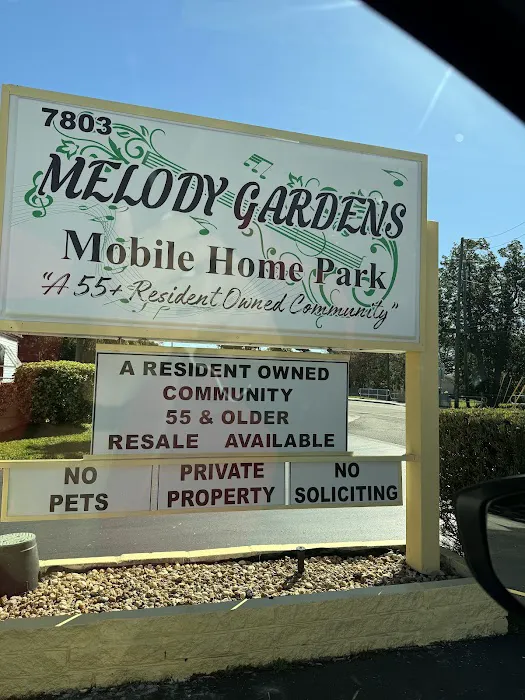 7803
MELODY GARDENS
Mobile Home Park
"A 55+ Resident Owned Community"
A RESIDENT OWNED
COMMUNITY
55 & OLDER
RESALE AVAILABLE
NO
PETS
PRIVATE
PROPERTY
NO
SOLICITING